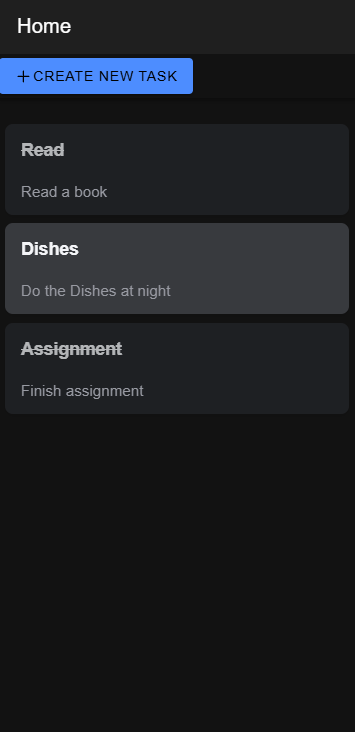 Home
CREATE NEW TASK
Read
Read a book
Dishes
Do the Dishes at night
Assignment
Finish assignment